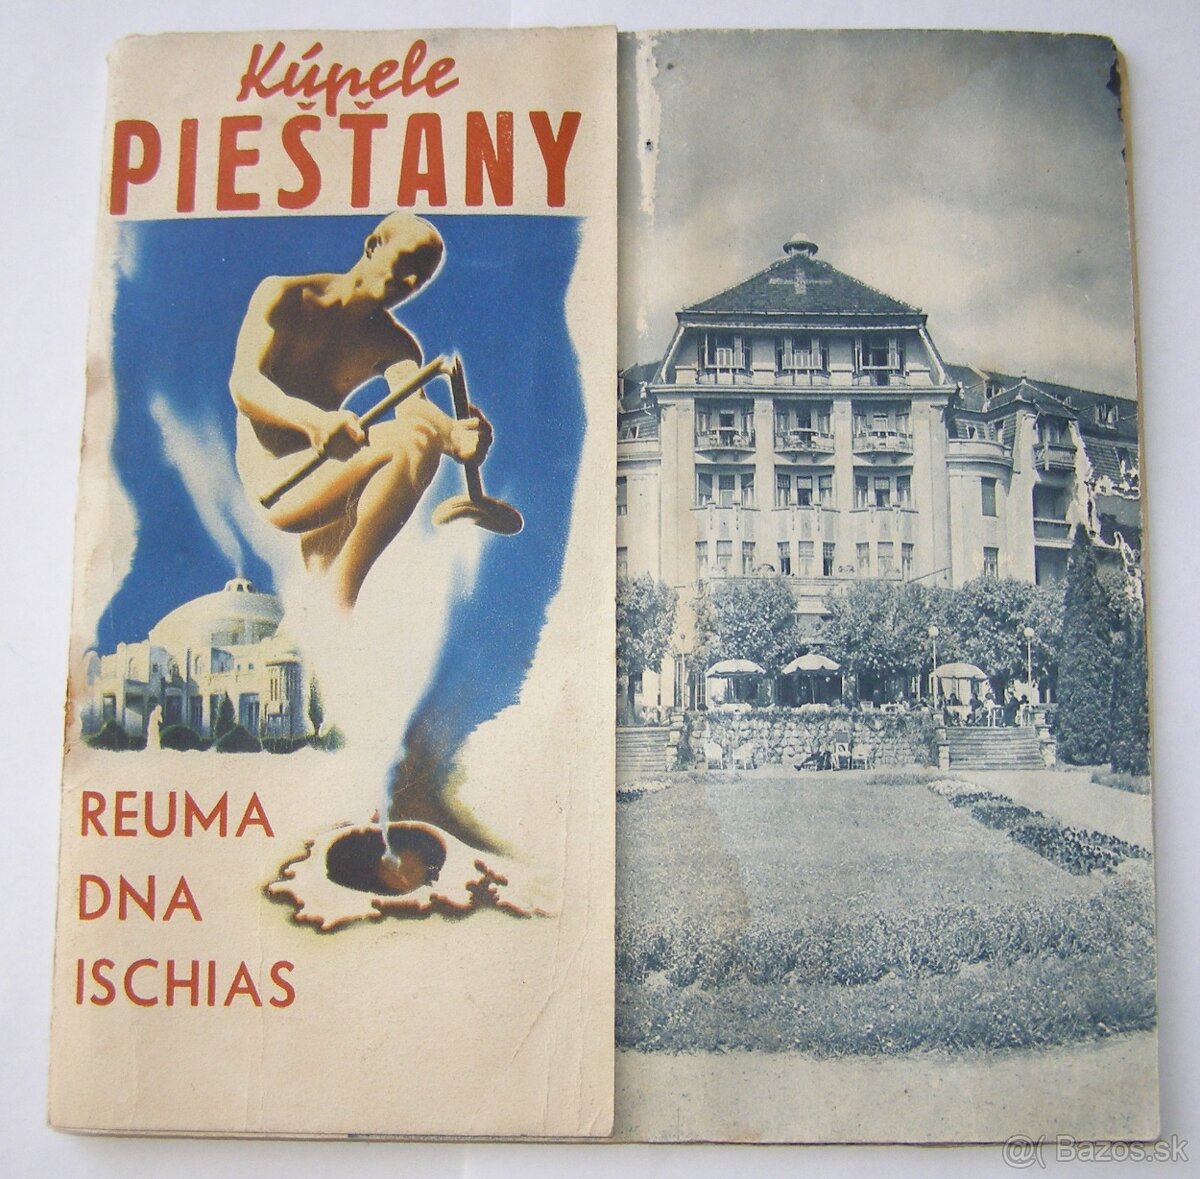 Kúpele
PIEŠŤANY
REUMA
DNA
ISCHIAS
@( Bazos.sk